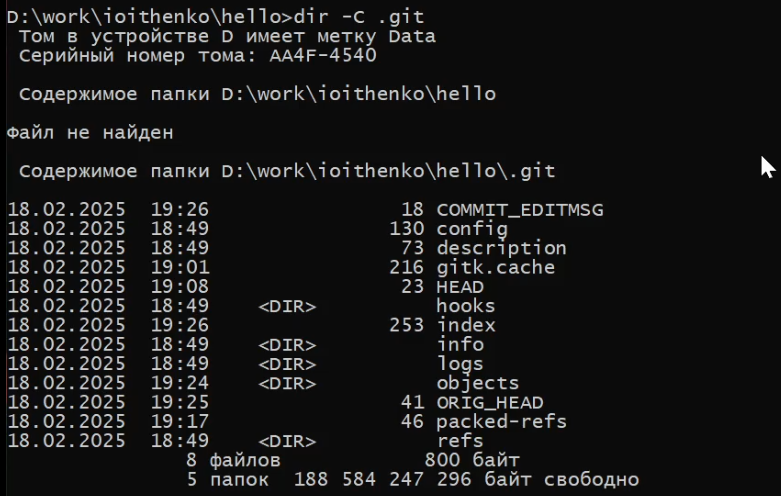 D:\work\ioithenko\hello>dir -C .git
Том в устройстве D имеет метку Data
Серийный номер тома: AA4F-4540
Содержимое папки D:\work\ioithenko\hello
Файл не найден
Содержимое папки D:\work\ioithenko\hello\.git
18.02.2025  19:26                18 COMMIT_EDITMSG
18.02.2025  18:49               130 config
18.02.2025  18:49                73 description
18.02.2025  19:01               216 gitk.cache
18.02.2025  19:08                23 HEAD
18.02.2025  18:49    <DIR>          hooks
18.02.2025  19:26               253 index
18.02.2025  18:49    <DIR>          info
18.02.2025  18:49    <DIR>          logs
18.02.2025  19:24    <DIR>          objects
18.02.2025  19:25                41 ORIG_HEAD
18.02.2025  19:17                46 packed-refs
18.02.2025  18:49    <DIR>          refs
8 файлов            800 байт
5 папок  188 584 247 296 байт свободно